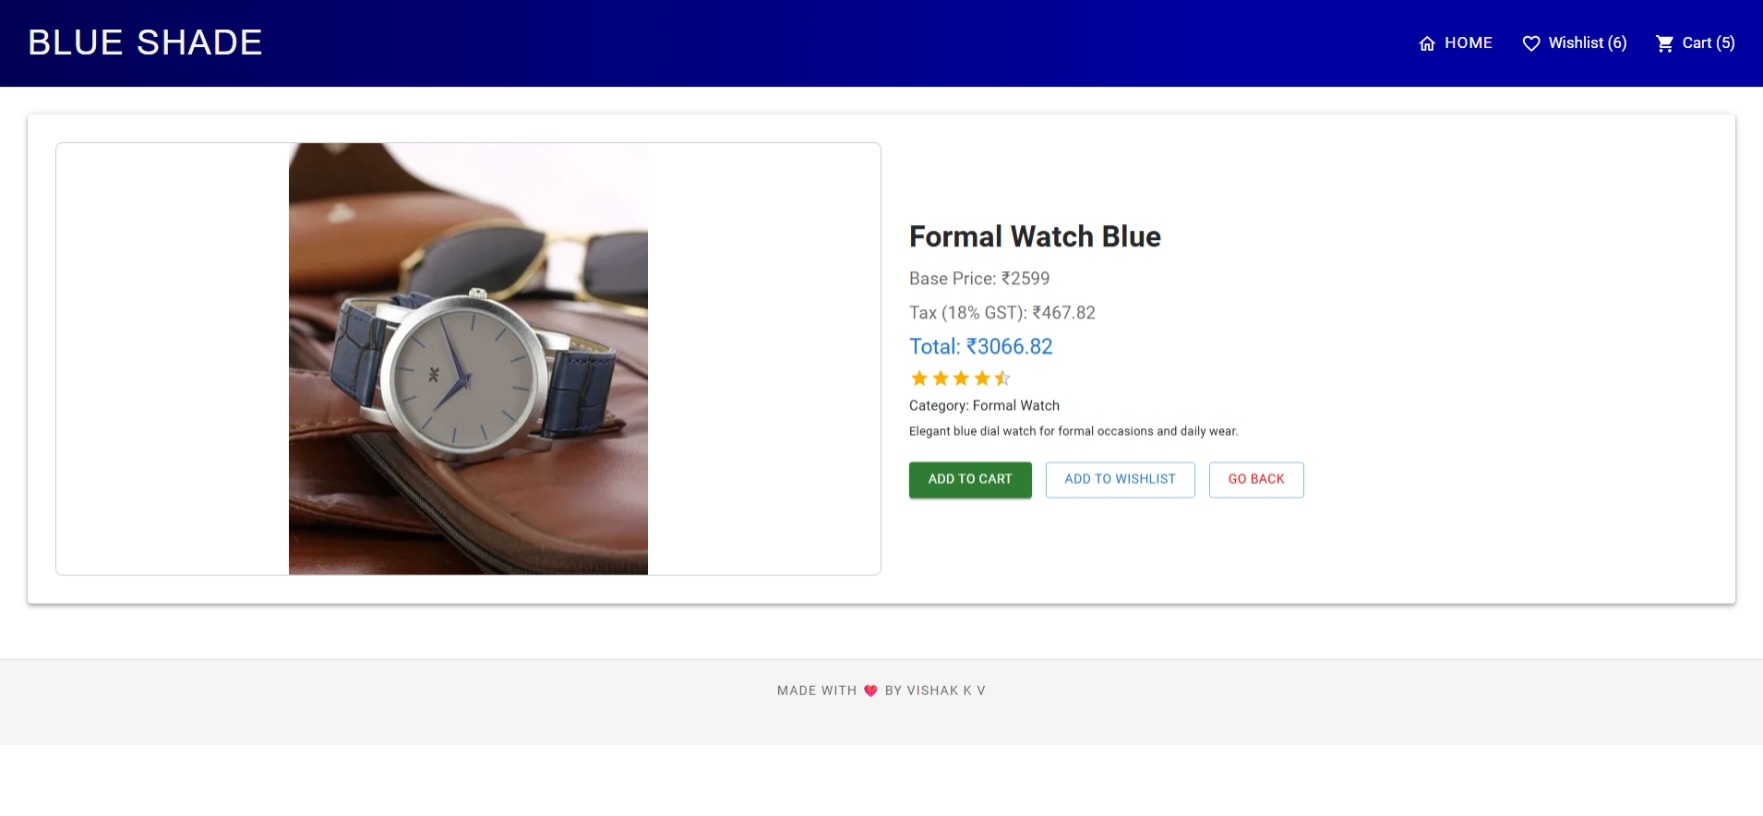 BLUE SHADE
HOME
Wishlist (6)
Cart (5)
Formal Watch Blue
Base Price: ₹2599
Tax (18% GST): ₹467.82
Total: ₹3066.82
Category: Formal Watch
Elegant blue dial watch for formal occasions and daily wear.
ADD TO CART
ADD TO WISHLIST
GO BACK
MADE WITH 💖 BY VISHAK K V